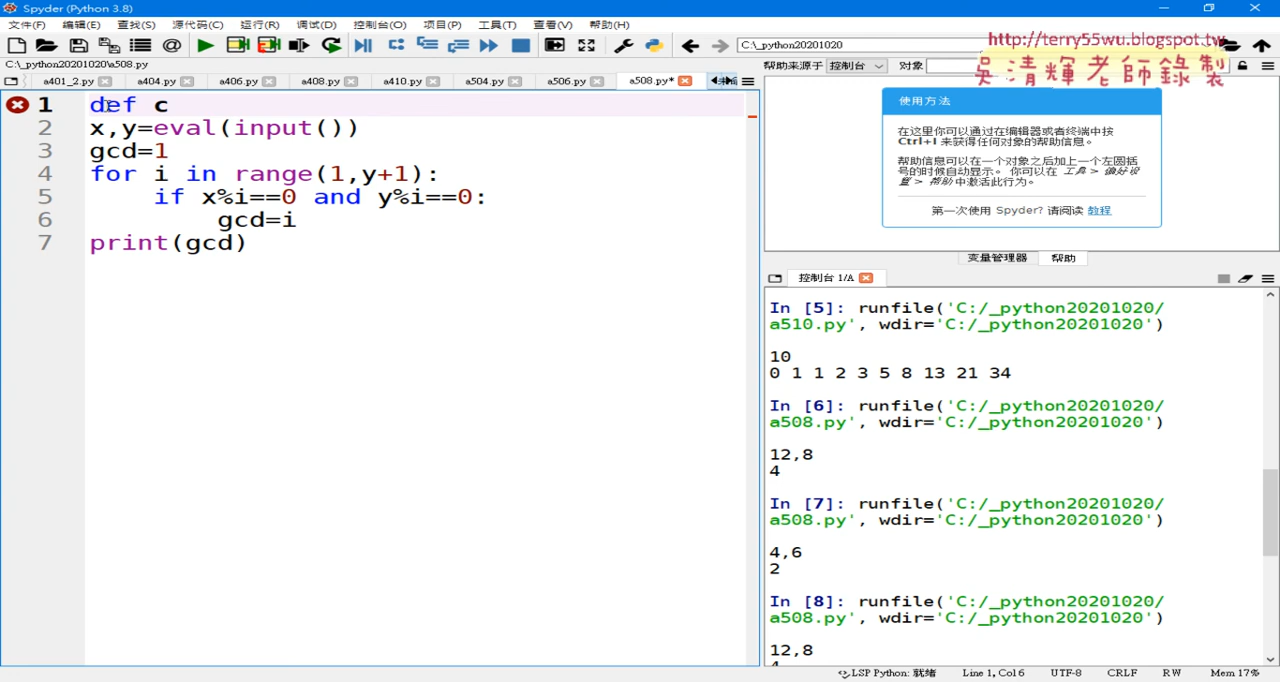 Spyder (Python 3.8)
文件(F) 编辑(E) 查找(S) 源代码(C) 运行(R) 调试(D) 控制台(O) 项目(P) 工具(T) 查看(V) 帮助(H)
C:\_python20201020
http://terry55wu.blogspot.tw
吳清輝老師錄製
C:\_python20201020\a508.py
帮助来源于 控制台 对象
a401_2.py a404.py a406.py a408.py a410.py a504.py a506.py a508.py*
1 def c
2 x,y=eval(input())
3 gcd=1
4 for i in range(1,y+1):
5 if x%i==0 and y%i==0:
6 gcd=i
7 print(gcd)
使用方法
在这里你可以通过在编辑器或者终端中按
Ctrl+I 来获得任何对象的帮助信息。
帮助信息可以在一个对象之后加上一个左圆括
号的时候自动显示。 你可以在 工具 > 偏好设
置 > 帮助 中激活此行为。
第一次使用 Spyder? 请阅读 教程
变量管理器 帮助
控制台 1/A
In [5]: runfile('C:/_python20201020/
a510.py', wdir='C:/_python20201020')
10
0 1 1 2 3 5 8 13 21 34
In [6]: runfile('C:/_python20201020/
a508.py', wdir='C:/_python20201020')
12,8
4
In [7]: runfile('C:/_python20201020/
a508.py', wdir='C:/_python20201020')
4,6
2
In [8]: runfile('C:/_python20201020/
a508.py', wdir='C:/_python20201020')
12,8
4
LSP Python: 就绪 Line 1, Col 6 UTF-8 CRLF RW Mem 17%